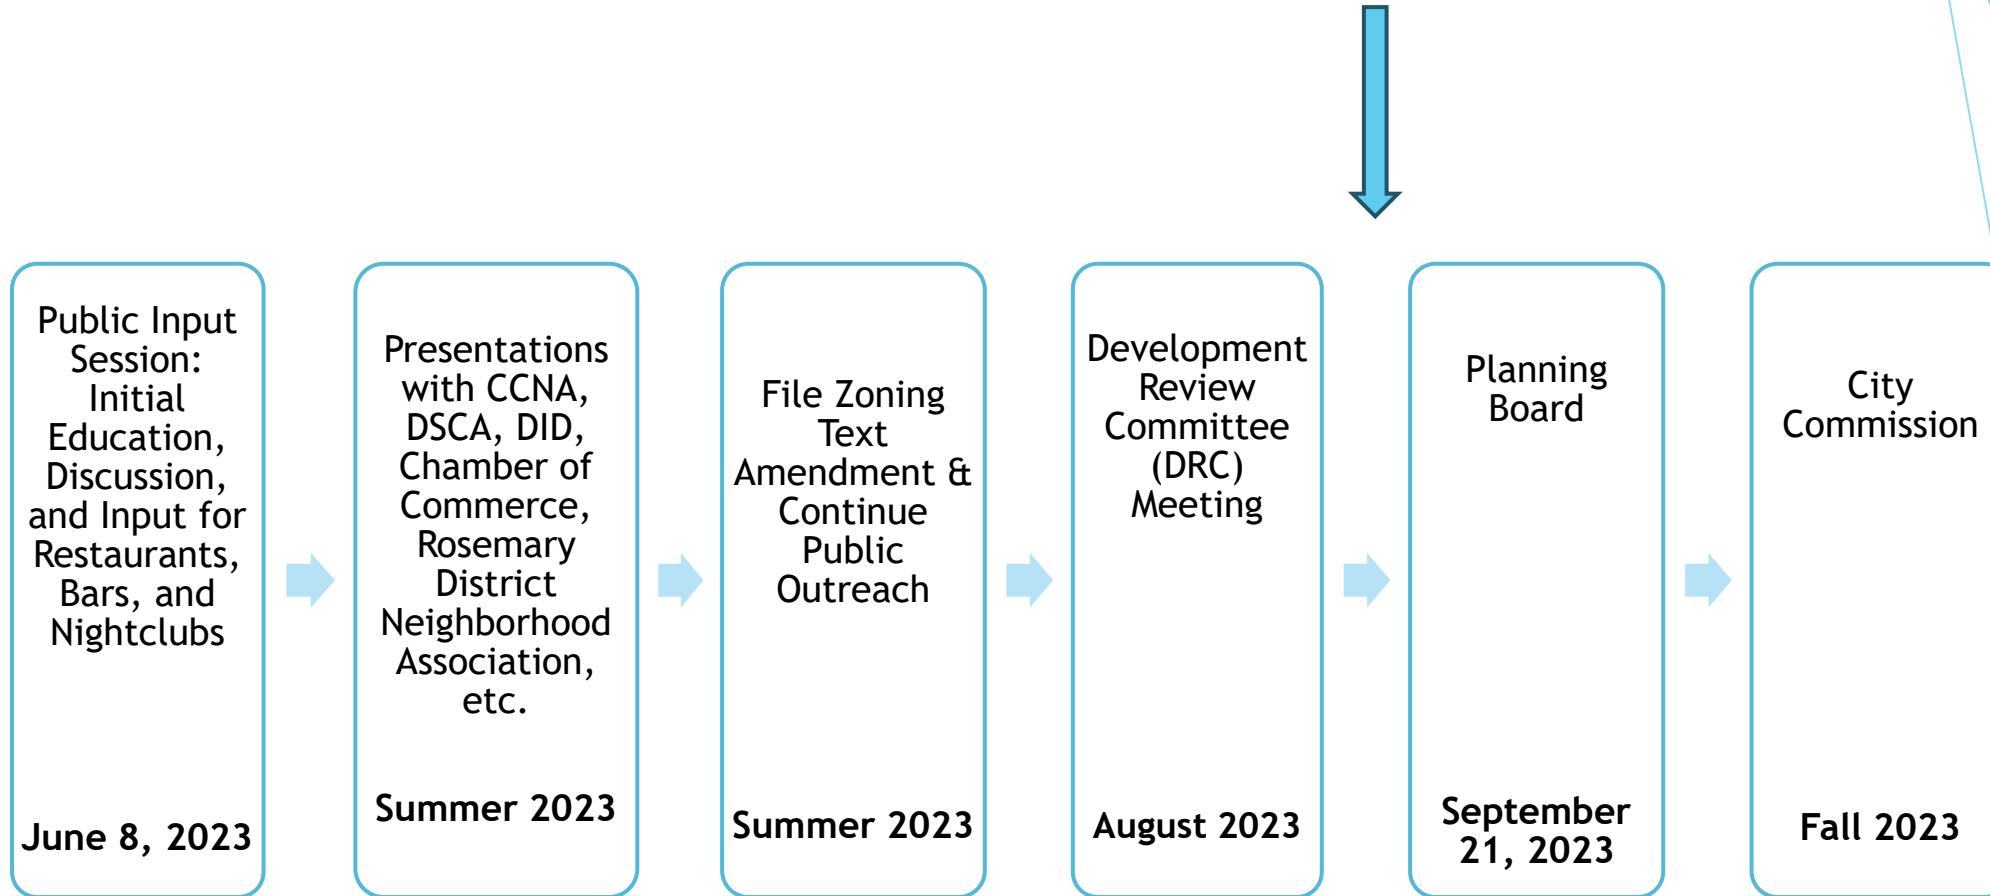 Public Input
Session:
Initial
Education,
Discussion,
and Input for
Restaurants,
Bars, and
Nightclubs
June 8, 2023
Presentations
with CCNA,
DSCA, DID,
Chamber of
Commerce,
Rosemary
District
Neighborhood
Association,
etc.
Summer 2023
File Zoning
Text
Amendment &
Continue
Public
Outreach
Summer 2023
Development
Review
Committee
(DRC)
Meeting
August 2023
Planning
Board
September
21, 2023
City
Commission
Fall 2023